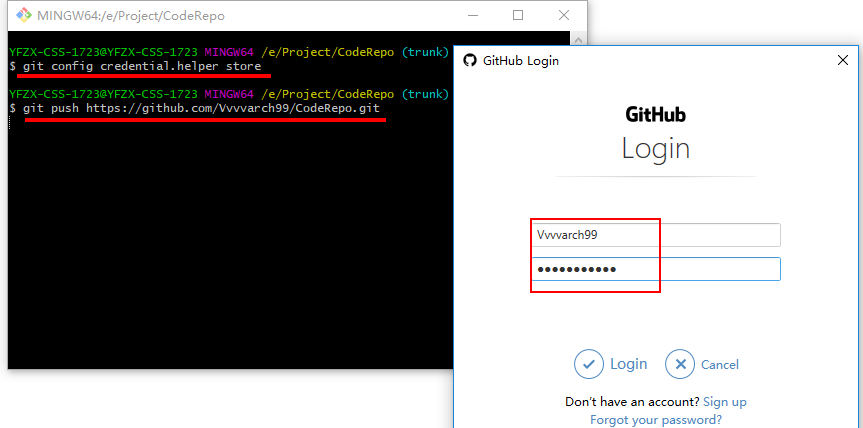 MINGW64:/e/Project/CodeRepo
YFZX-CSS-1723@YFZX-CSS-1723 MINGW64 /e/Project/CodeRepo (trunk)
$ git config credential.helper store
YFZX-CSS-1723@YFZX-CSS-1723 MINGW64 /e/Project/CodeRepo (trunk)
$ git push https://github.com/Vvvvarch99/CodeRepo.git
GitHub Login
GitHub
Login
Vvvvarch99
●●●●●●●●●●●
Login Cancel
Don't have an account? Sign up
Forgot your password?